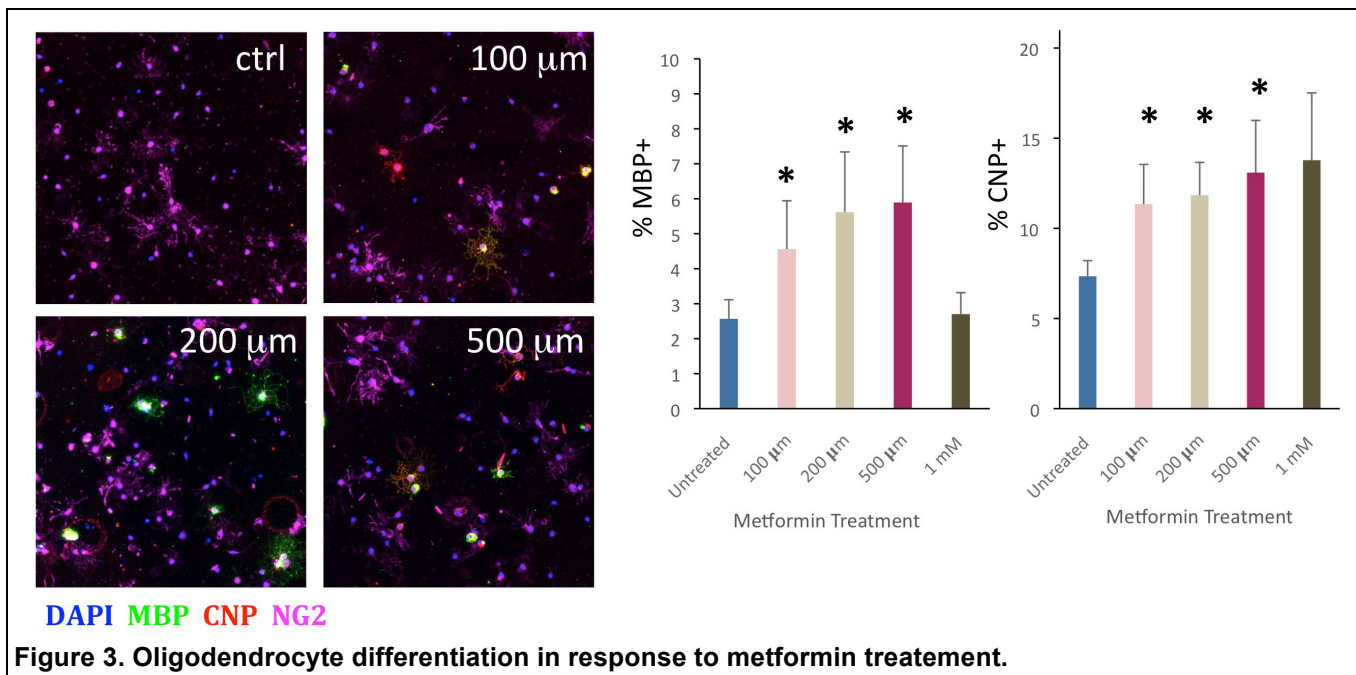 ctrl
100 μm
200 μm
500 μm
DAPI MBP CNP NG2
% MBP+
10
9
8
7
6
5
4
3
2
1
0
*
*
*
Untreated
100 μm
200 μm
500 μm
1 mM
Metformin Treatment
% CNP+
20
15
10
5
0
*
*
*
Untreated
100 μm
200 μm
500 μm
1 mM
Metformin Treatment
Figure 3. Oligodendrocyte differentiation in response to metformin treatement.